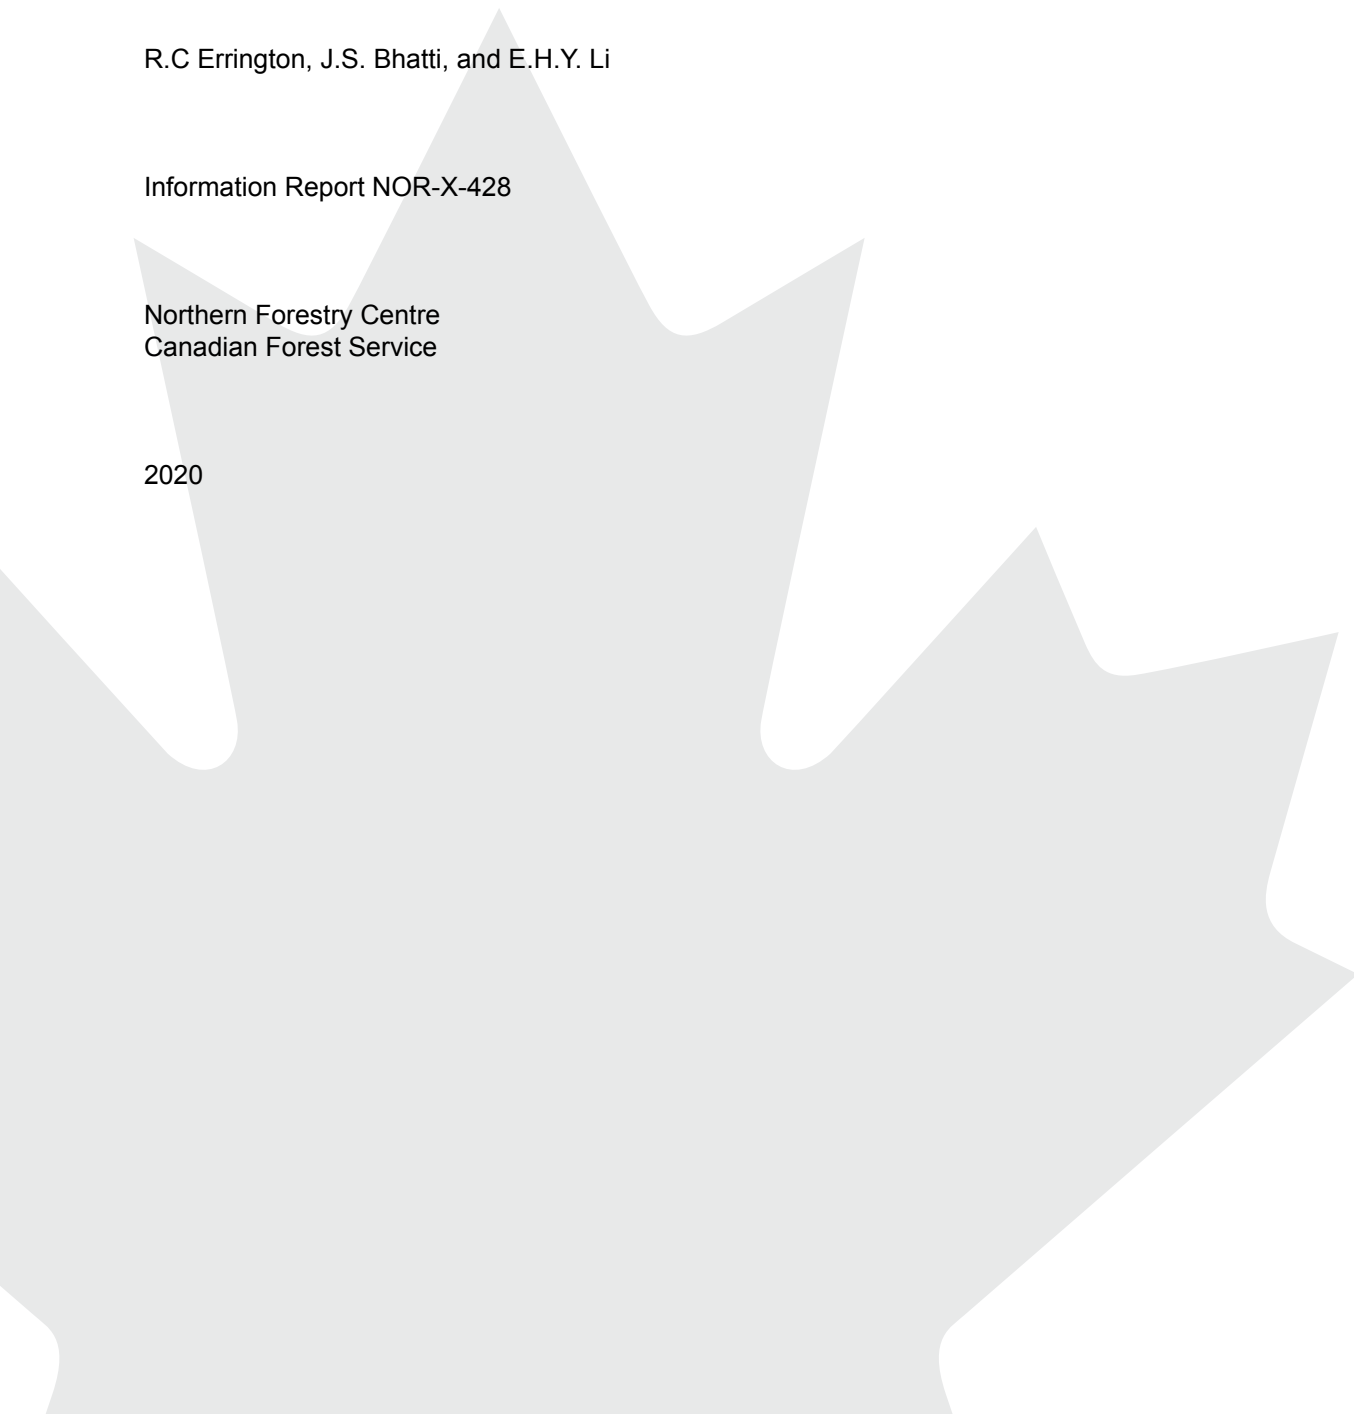 R.C Errington, J.S. Bhatti, and E.H.Y. Li
Information Report NOR-X-428
Northern Forestry Centre
Canadian Forest Service
2020